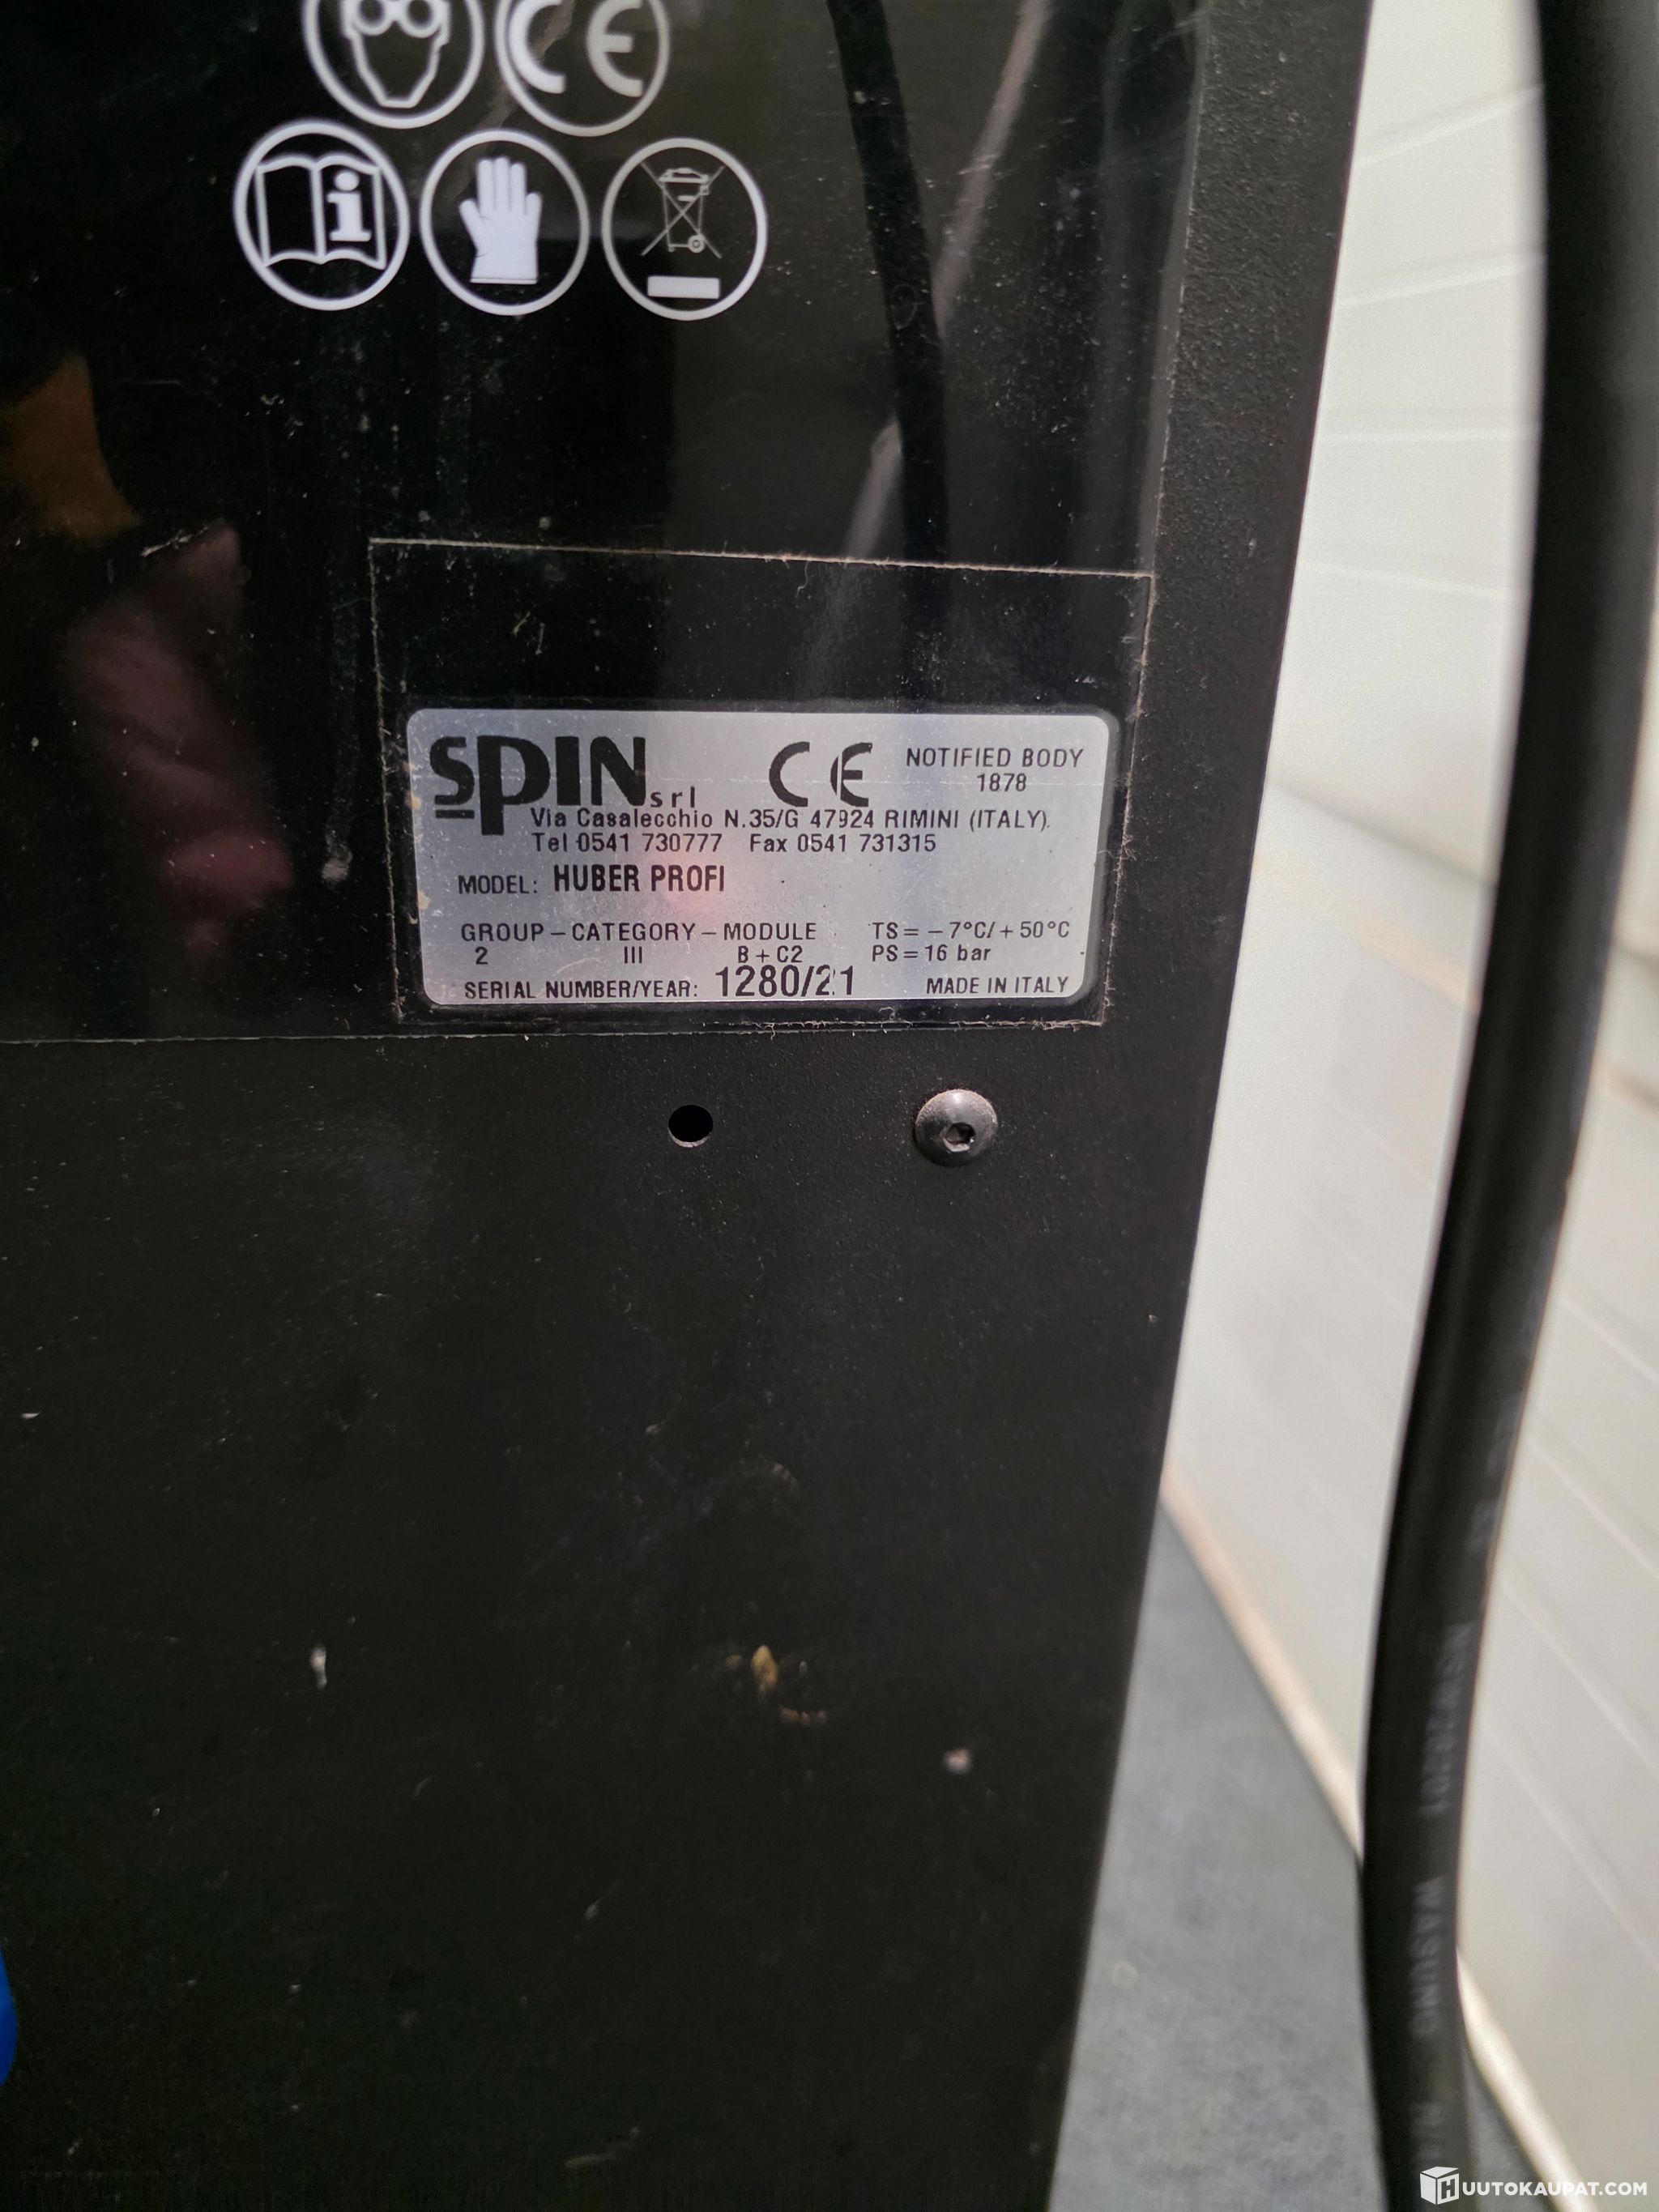 CE
i
SPIN srl CE NOTIFIED BODY
1878
Via Casalecchio N.35/G 47924 RIMINI (ITALY).
Tel 0541 730777 Fax 0541 731315
MODEL: HUBER PROFI
GROUP – CATEGORY – MODULE TS = – 7°C/ + 50°C
2 III B + C2 PS = 16 bar
SERIAL NUMBER/YEAR: 1280/21 MADE IN ITALY
HUUTOKAUPAT.COM